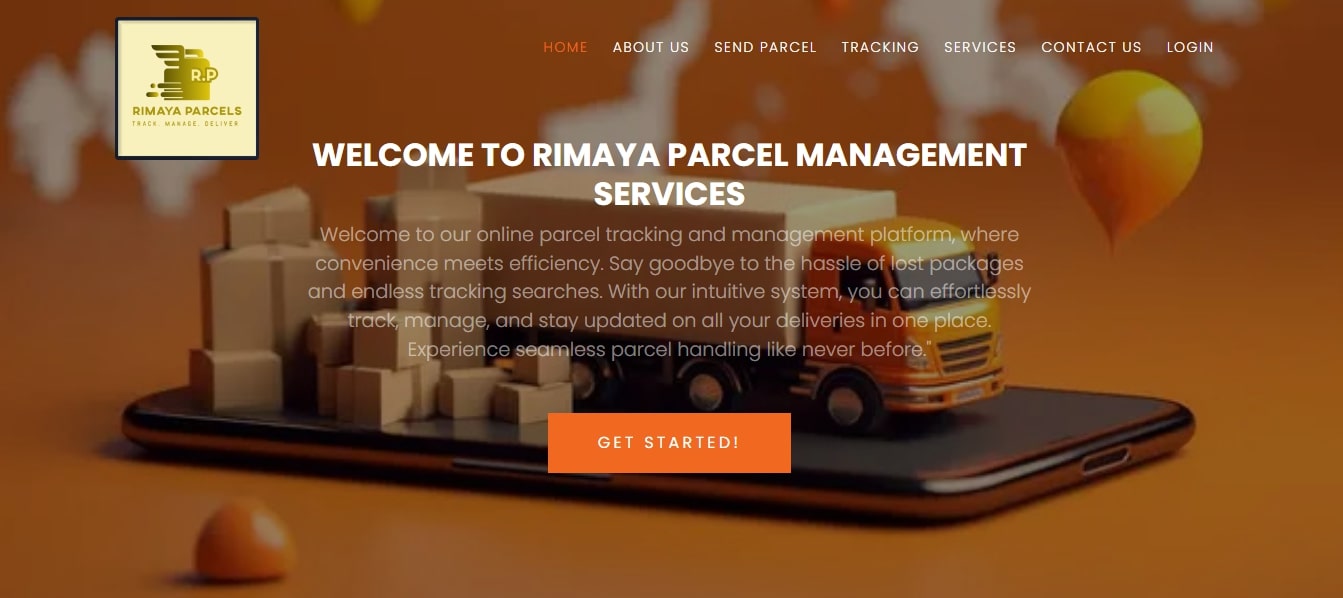 R.P
RIMAYA PARCELS
TRACK. MANAGE. DELIVER
HOME ABOUT US SEND PARCEL TRACKING SERVICES CONTACT US LOGIN
WELCOME TO RIMAYA PARCEL MANAGEMENT
SERVICES
Welcome to our online parcel tracking and management platform, where
convenience meets efficiency. Say goodbye to the hassle of lost packages
and endless tracking searches. With our intuitive system, you can effortlessly
track, manage, and stay updated on all your deliveries in one place.
Experience seamless parcel handling like never before."
GET STARTED!